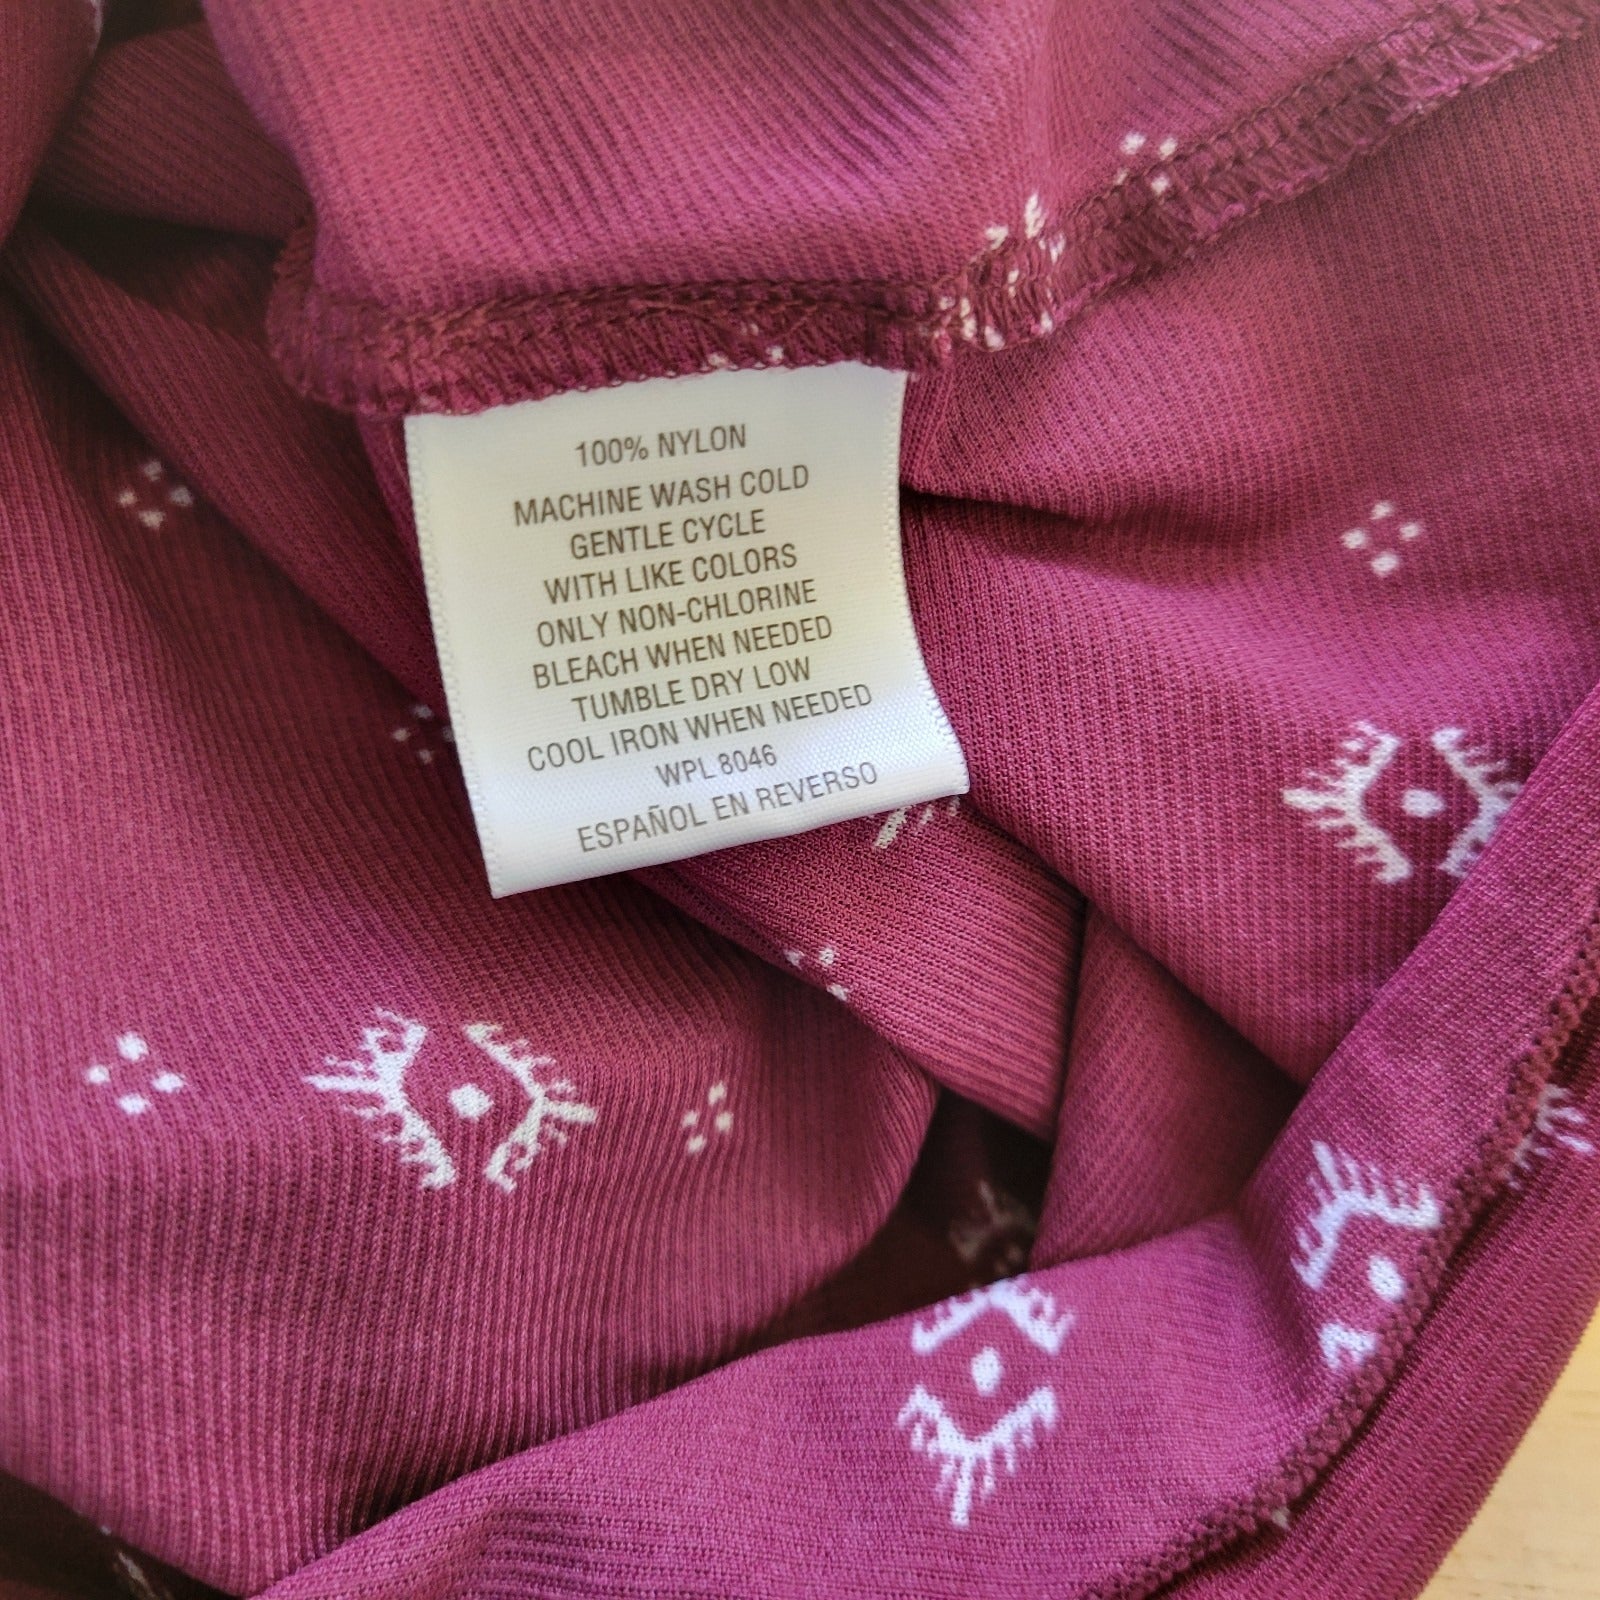 100% NYLON
MACHINE WASH COLD
GENTLE CYCLE
WITH LIKE COLORS
ONLY NON-CHLORINE
BLEACH WHEN NEEDED
TUMBLE DRY LOW
COOL IRON WHEN NEEDED
WPL 8046
ESPAÑOL EN REVERSO